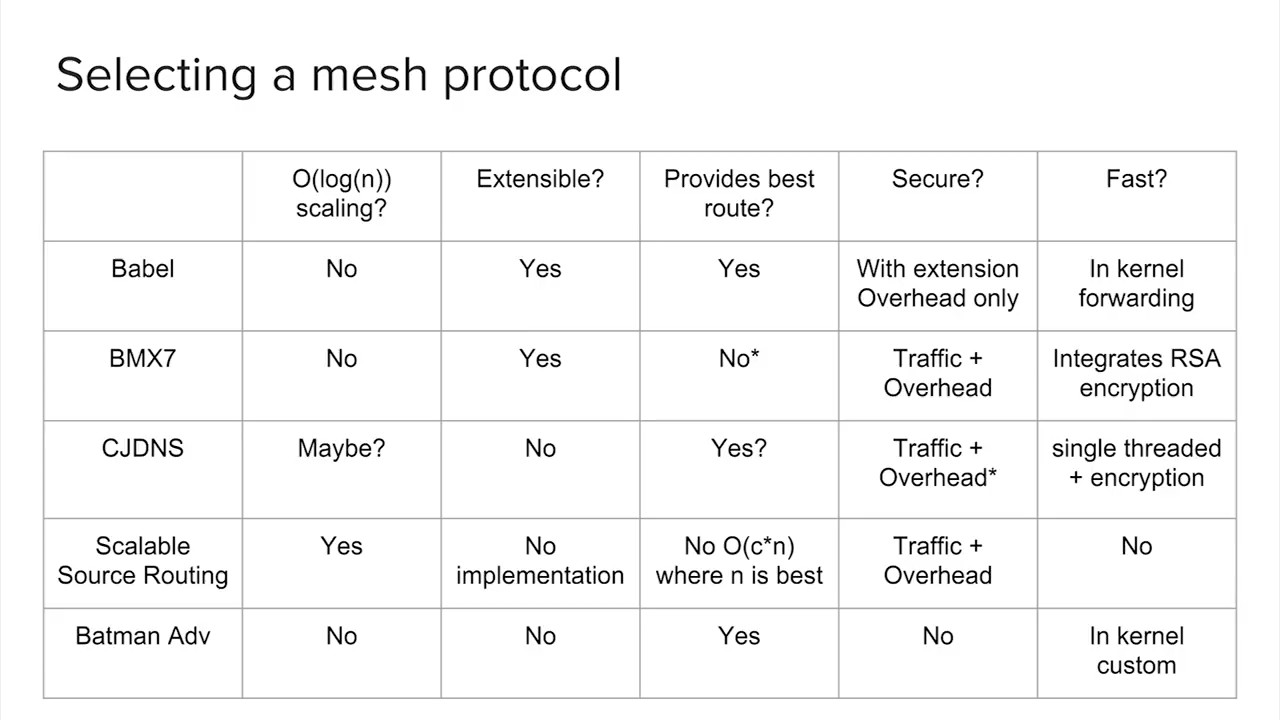 Selecting a mesh protocol
O(log(n))
scaling?
Extensible?
Provides best
route?
Secure?
Fast?
Babel
No
Yes
Yes
With extension
Overhead only
In kernel
forwarding
BMX7
No
Yes
No*
Traffic +
Overhead
Integrates RSA
encryption
CJDNS
Maybe?
No
Yes?
Traffic +
Overhead*
single threaded
+ encryption
Scalable
Source Routing
Yes
No
implementation
No O(c*n)
where n is best
Traffic +
Overhead
No
Batman Adv
No
No
Yes
No
In kernel
custom